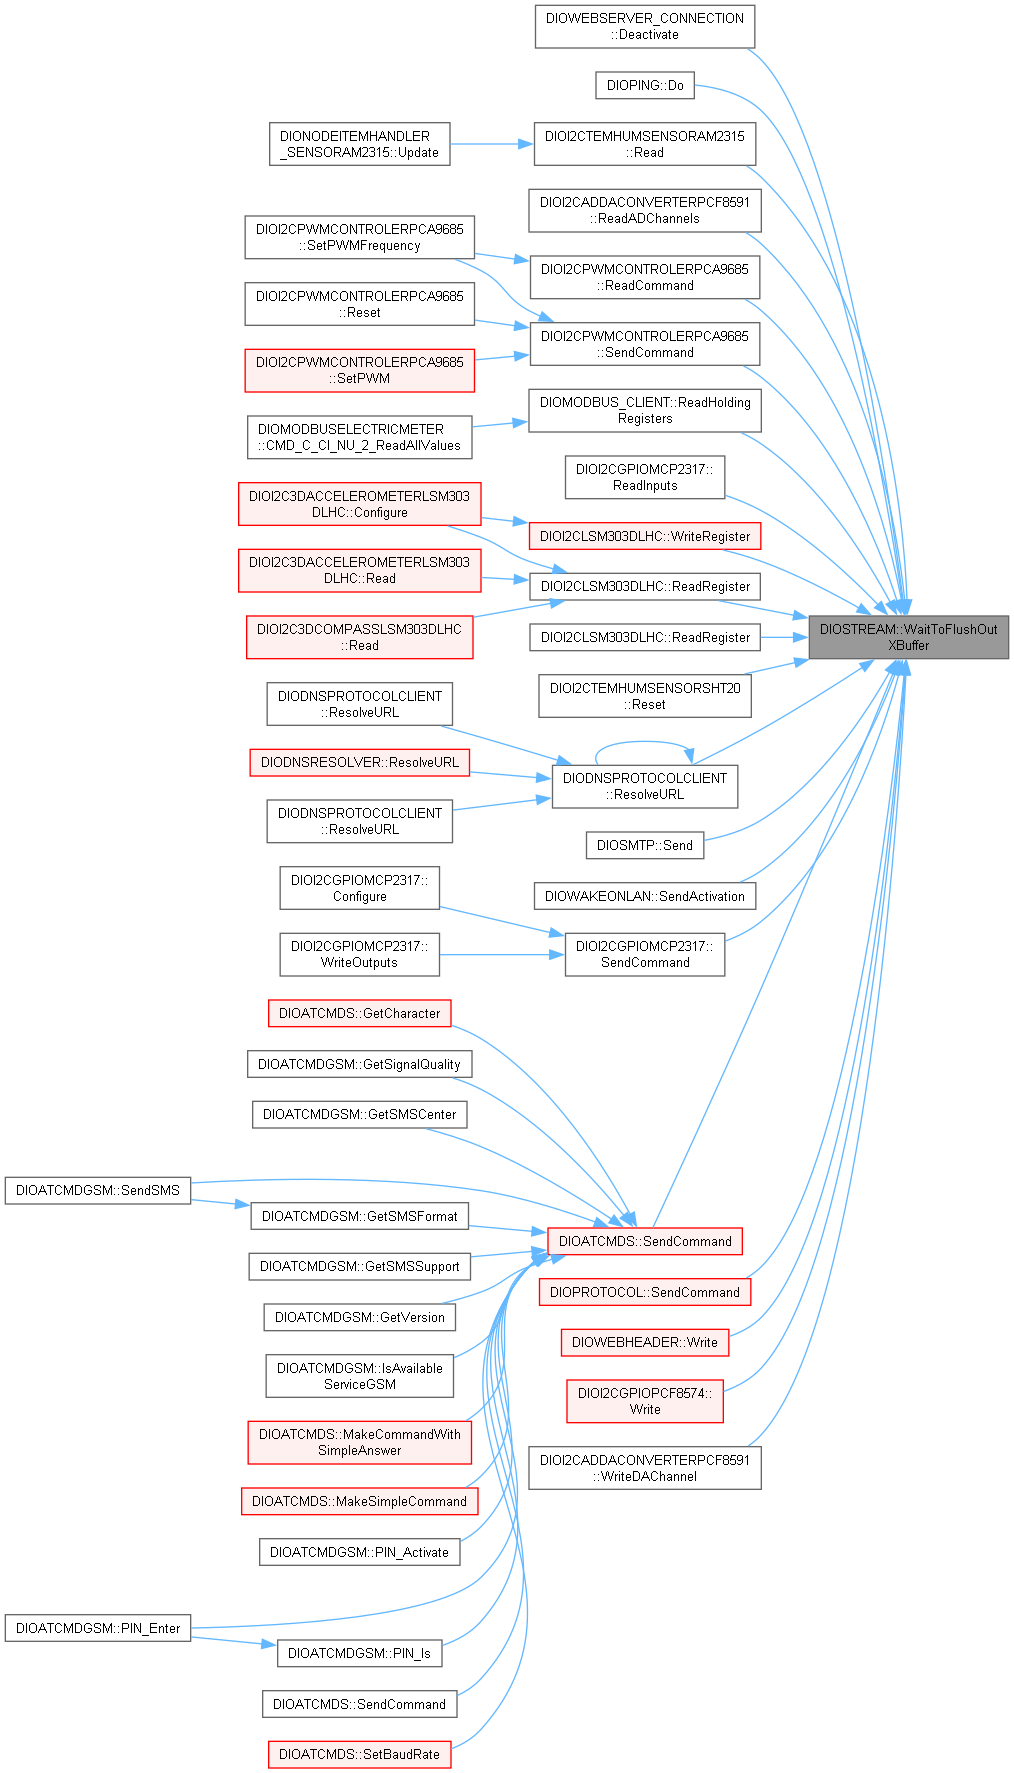 DIOWEBSERVER_CONNECTION
::Deactivate
DIOPING::Do
DIONODEITEMHANDLER
_SENSORAM2315::Update
DIOI2CTEMHUMSENSORAM2315
::Read
DIOI2CADDACONVERTERPCF8591
::ReadADChannels
DIOI2CPWMCONTROLERPCA9685
::SetPWMFrequency
DIOI2CPWMCONTROLERPCA9685
::ReadCommand
DIOI2CPWMCONTROLERPCA9685
::Reset
DIOI2CPWMCONTROLERPCA9685
::SendCommand
DIOI2CPWMCONTROLERPCA9685
::SetPWM
DIOMODBUS_CLIENT::ReadHolding
Registers
DIOMODBUSELECTRICMETER
::CMD_C_CI_NU_2_ReadAllValues
DIOI2CGPIOMCP2317::
ReadInputs
DIOI2C3DACCELEROMETERLSM303
DLHC::Configure
DIOI2CLSM303DLHC::WriteRegister
DIOI2C3DACCELEROMETERLSM303
DLHC::Read
DIOI2CLSM303DLHC::ReadRegister
DIOI2C3DCOMPASSLSM303DLHC
::Read
DIOI2CLSM303DLHC::ReadRegister
DIOSTREAM::WaitToFlushOut
XBuffer
DIOI2CTEMHUMSENSORSHT20
::Reset
DIODNSPROTOCOLCLIENT
::ResolveURL
DIODNSRESOLVER::ResolveURL
DIODNSPROTOCOLCLIENT
::ResolveURL
DIODNSPROTOCOLCLIENT
::ResolveURL
DIOSMTP::Send
DIOWAKEONLAN::SendActivation
DIOI2CGPIOMCP2317::
Configure
DIOI2CGPIOMCP2317::
WriteOutputs
DIOI2CGPIOMCP2317::
SendCommand
DIOATCMDS::GetCharacter
DIOATCMDGSM::GetSignalQuality
DIOATCMDGSM::GetSMSCenter
DIOATCMDGSM::SendSMS
DIOATCMDGSM::GetSMSFormat
DIOATCMDS::SendCommand
DIOATCMDGSM::GetSMSSupport
DIOPROTOCOL::SendCommand
DIOATCMDGSM::GetVersion
DIOWEBHEADER::Write
DIOATCMDGSM::IsAvailable
ServiceGSM
DIOI2CGPIOPCF8574::
Write
DIOATCMDS::MakeCommandWith
SimpleAnswer
DIOI2CADDACONVERTERPCF8591
::WriteDAChannel
DIOATCMDS::MakeSimpleCommand
DIOATCMDGSM::PIN_Activate
DIOATCMDGSM::PIN_Enter
DIOATCMDGSM::PIN_Is
DIOATCMDS::SendCommand
DIOATCMDS::SetBaudRate